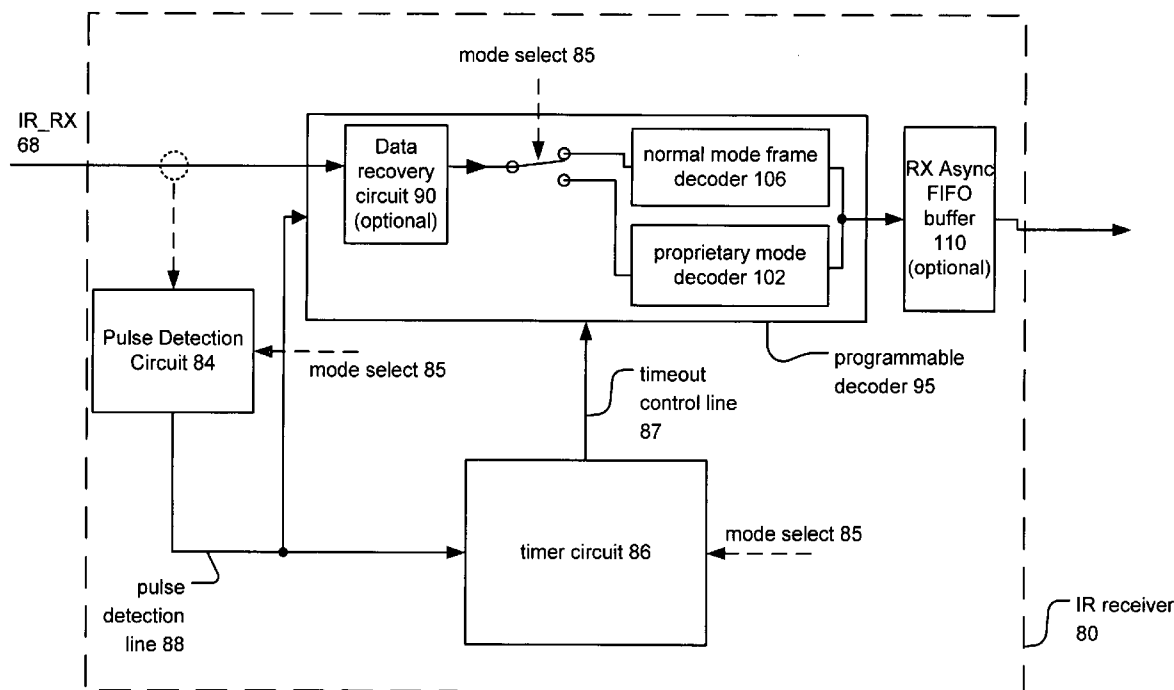 mode select 85
IR_RX
68
Data
recovery
circuit 90
(optional)
normal mode frame
decoder 106
proprietary mode
decoder 102
RX Async
FIFO
buffer
110
(optional)
Pulse Detection
Circuit 84
mode select 85
timeout
control line
87
programmable
decoder 95
timer circuit 86
mode select 85
pulse
detection
line 88
IR receiver
80